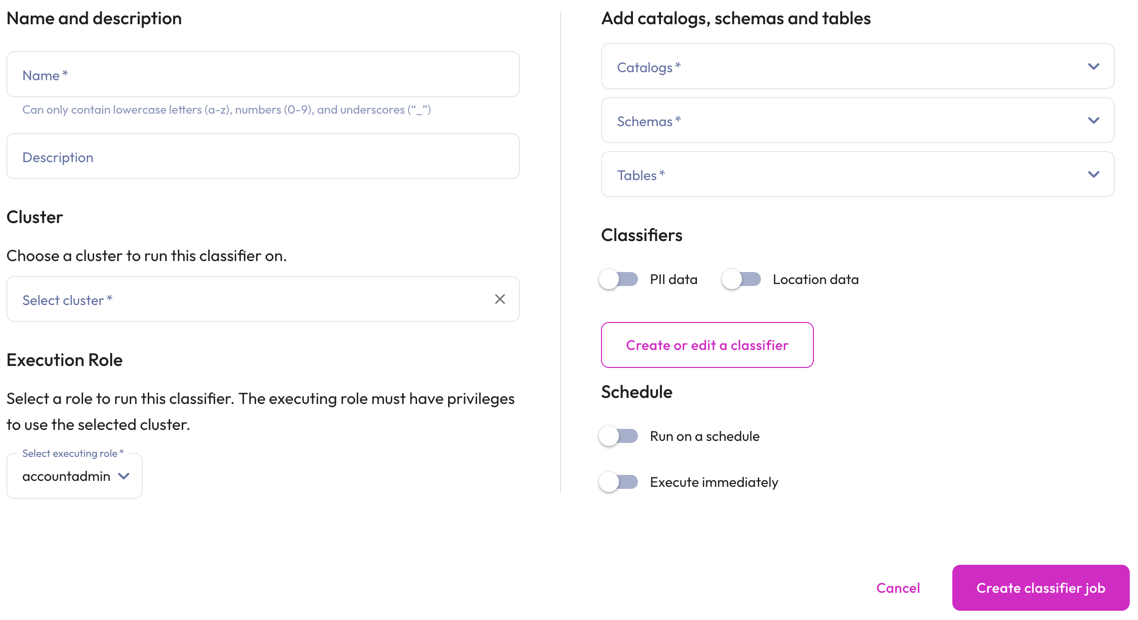 Name and description
Name *
Can only contain lowercase letters (a-z), numbers (0-9), and underscores (“_”)
Description
Cluster
Choose a cluster to run this classifier on.
Select cluster *
Execution Role
Select a role to run this classifier. The executing role must have privileges
to use the selected cluster.
Select executing role *
accountadmin
Add catalogs, schemas and tables
Catalogs *
Schemas *
Tables *
Classifiers
PII data
Location data
Create or edit a classifier
Schedule
Run on a schedule
Execute immediately
Cancel
Create classifier job